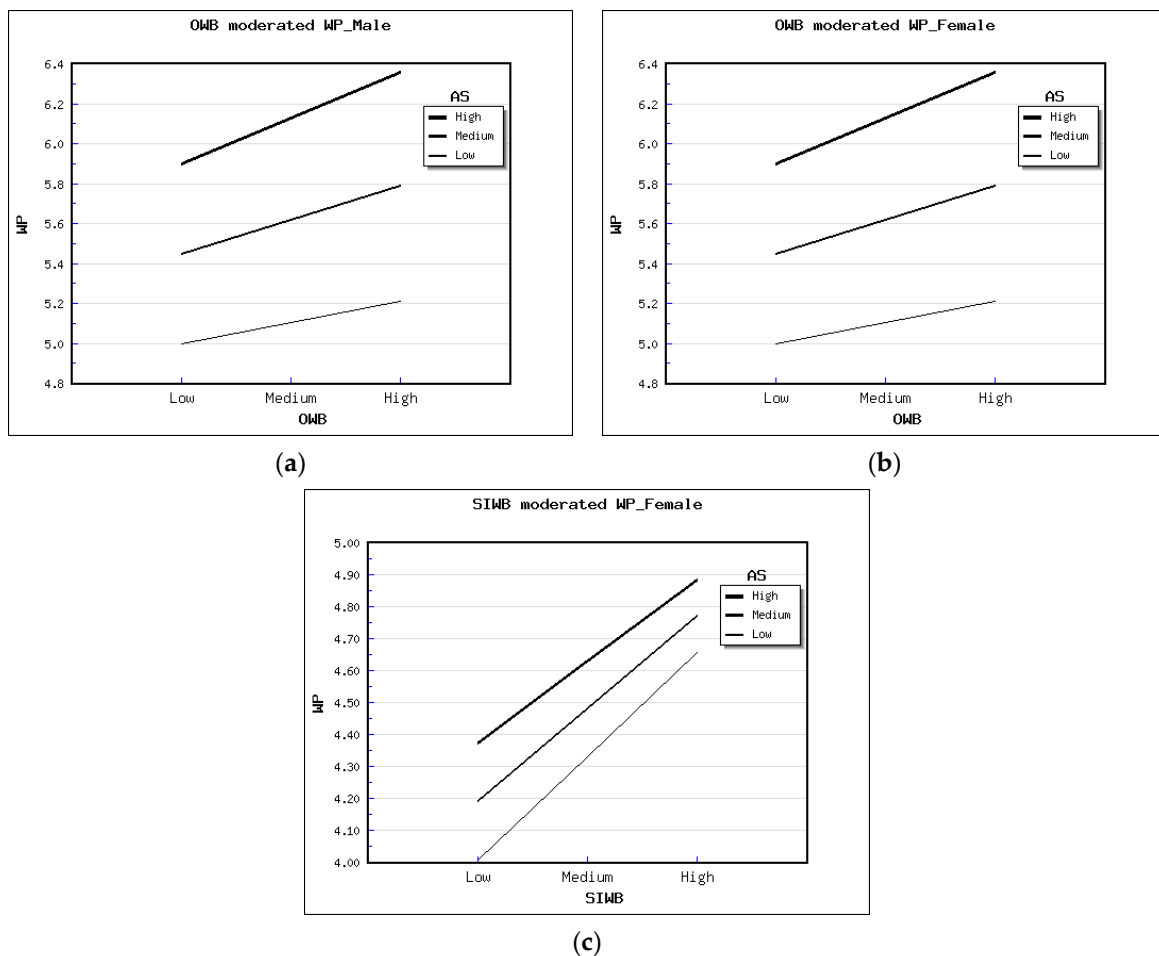 OWB moderated WP_Male
6.4
6.2
6.0
5.8
5.6
5.4
5.2
5.0
4.8
WP
AS
High
Medium
Low
Low Medium High
OWB
(a)
OWB moderated WP_Female
6.4
6.2
6.0
5.8
5.6
5.4
5.2
5.0
4.8
WP
AS
High
Medium
Low
Low Medium High
OWB
(b)
SIWB moderated WP_Female
5.00
4.90
4.80
4.70
4.60
4.50
4.40
4.30
4.20
4.10
4.00
WP
AS
High
Medium
Low
Low Medium High
SIWB
(c)